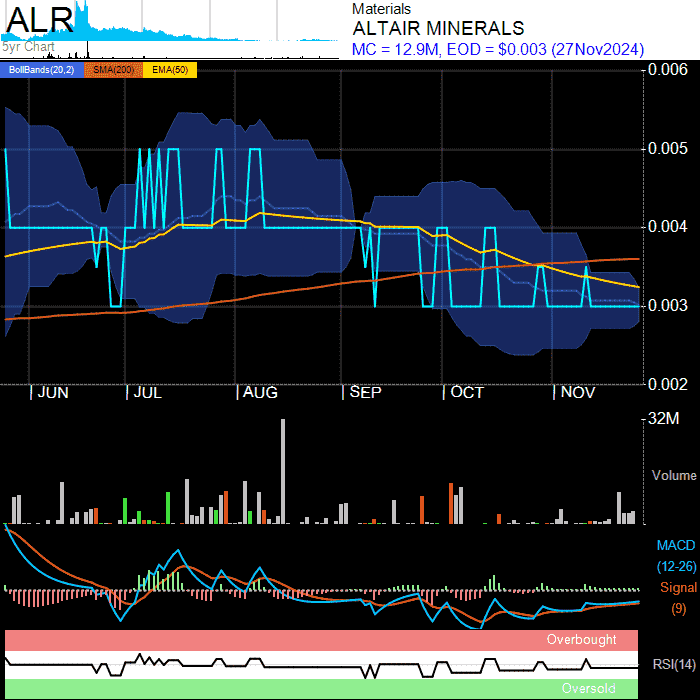 ALR
5yr Chart
Materials
ALTAIR MINERALS
MC = 12.9M, EOD = $0.003 (27Nov2024)
BollBands(20,2) SMA(200) EMA(50)
0.006
0.005
0.004
0.003
0.002
JUN JUL AUG SEP OCT NOV
32M
Volume
MACD
(12-26)
Signal
(9)
Overbought
RSI(14)
Oversold